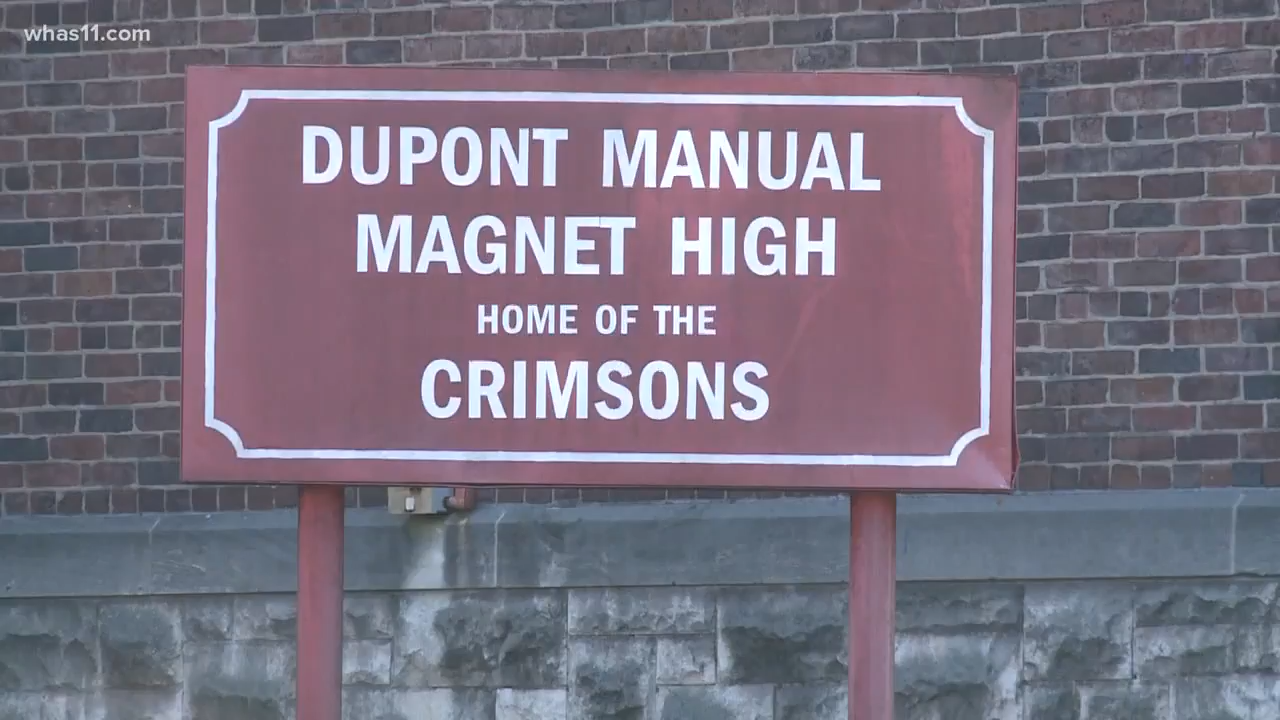 whas11.com
DUPONT MANUAL
MAGNET HIGH
HOME OF THE
CRIMSONS